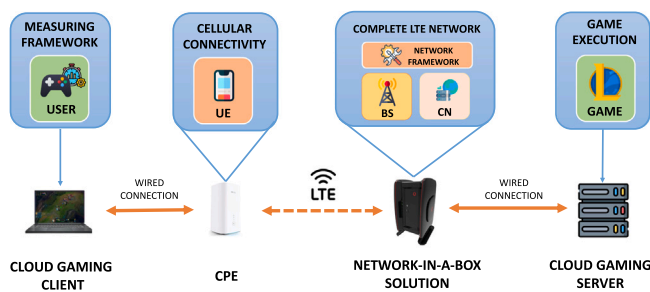 MEASURING
FRAMEWORK
USER
CELLULAR
CONNECTIVITY
UE
COMPLETE LTE NETWORK
NETWORK
FRAMEWORK
BS
CN
GAME
EXECUTION
GAME
WIRED
CONNECTION
LTE
WIRED
CONNECTION
CLOUD GAMING
CLIENT
CPE
NETWORK-IN-A-BOX
SOLUTION
CLOUD GAMING
SERVER